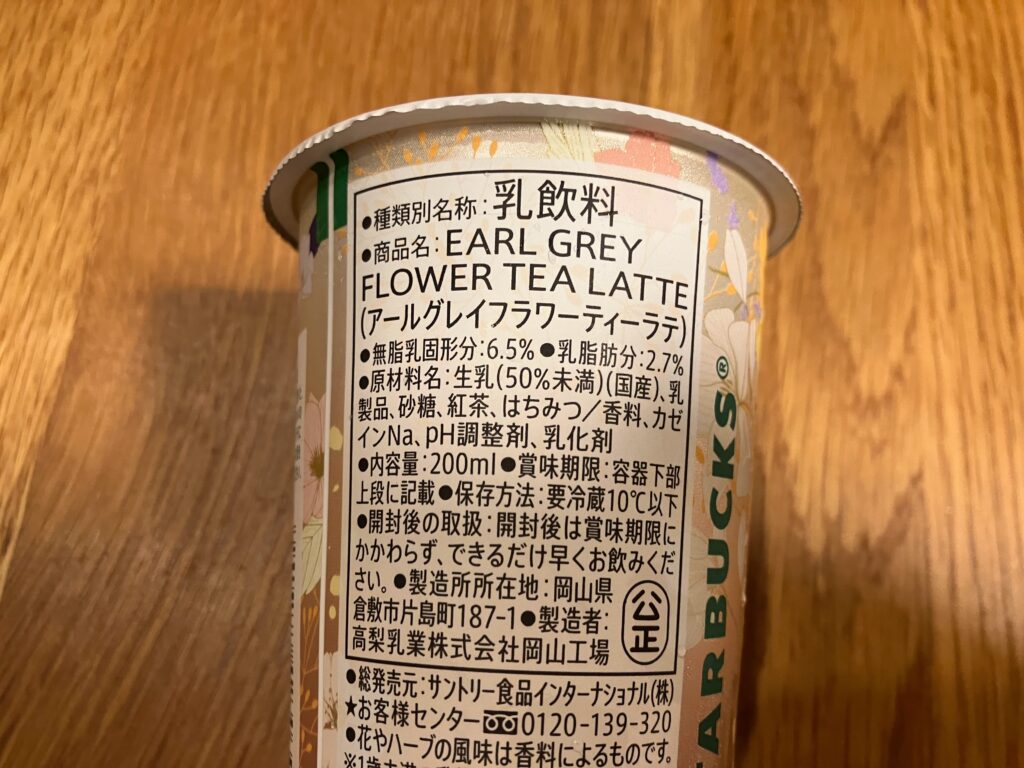 ●種類別名称:乳飲料
●商品名:EARL GREY
FLOWER TEA LATTE
(アールグレイフラワーティーラテ)
●無脂乳固形分:6.5% ●乳脂肪分:2.7%
●原材料名:生乳(50%未満)(国産)、乳
製品、砂糖、紅茶、はちみつ/香料、カゼ
インNa、pH調整剤、乳化剤
●内容量:200ml●賞味期限:容器下部
上段に記載●保存方法:要冷蔵10℃以下
●開封後の取扱:開封後は賞味期限に
かかわらず、できるだけ早くお飲みくだ
さい。●製造所所在地:岡山県
倉敷市片島町187-1●製造者:
高梨乳業株式会社岡山工場
公正
●総発売元:サントリー食品インターナショナル(株)
★お客様センター 0120-139-320
●花やハーブの風味は香料によるものです。
※1歳未満
ARBUCKS®